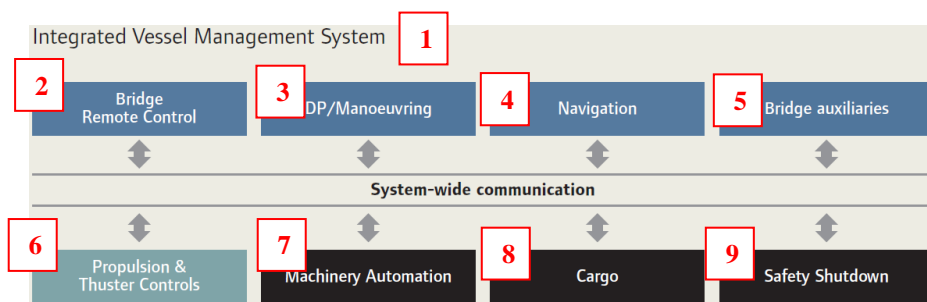 Integrated Vessel Management System 1
2 3 4 5
Bridge
Remote Control
DP/Manoeuvring
Navigation
Bridge auxiliaries
System-wide communication
6 7 8 9
Propulsion &
Thruster Controls
Machinery Automation
Cargo
Safety Shutdown